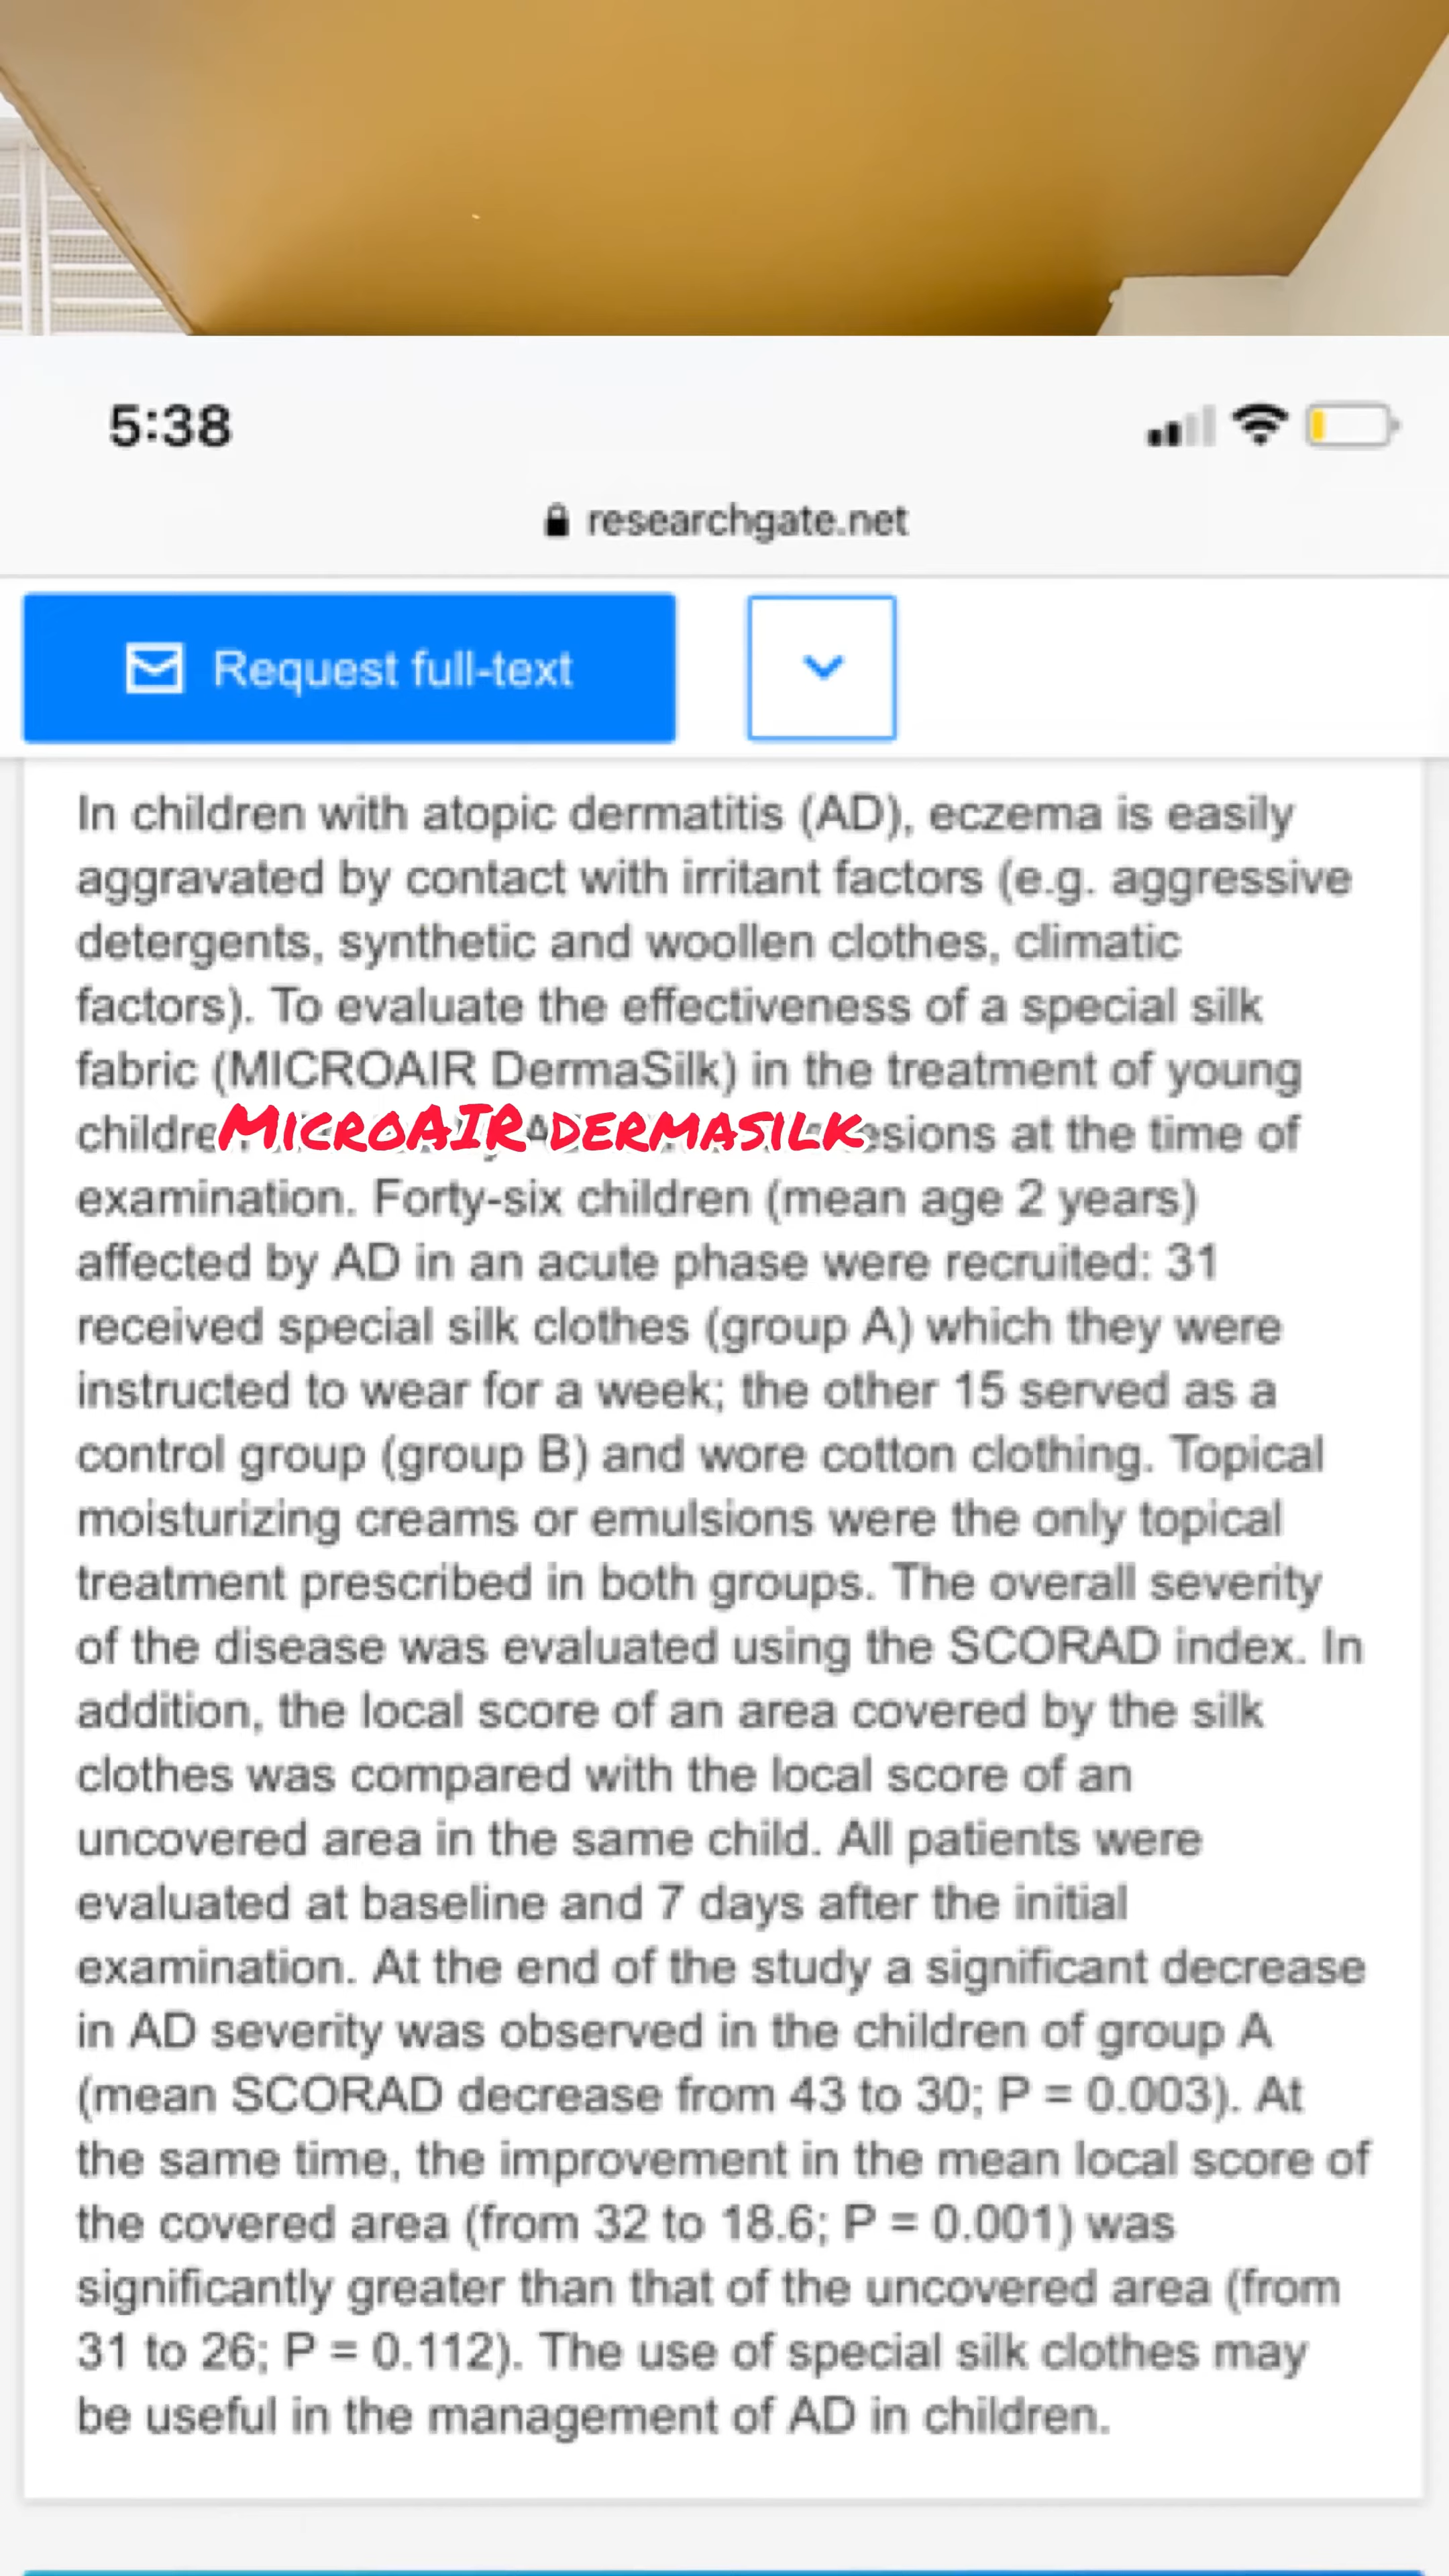 5:38
researchgate.net
Request full-text
In children with atopic dermatitis (AD), eczema is easily
aggravated by contact with irritant factors (e.g. aggressive
detergents, synthetic and woollen clothes, climatic
factors). To evaluate the effectiveness of a special silk
fabric (MICROAIR DermaSilk) in the treatment of young
MicroAIR dermasilk
at the time of
examination. Forty-six children (mean age 2 years)
affected by AD in an acute phase were recruited: 31
received special silk clothes (group A) which they were
instructed to wear for a week; the other 15 served as a
control group (group B) and wore cotton clothing. Topical
moisturizing creams or emulsions were the only topical
treatment prescribed in both groups. The overall severity
of the disease was evaluated using the SCORAD index. In
addition, the local score of an area covered by the silk
clothes was compared with the local score of an
uncovered area in the same child. All patients were
evaluated at baseline and 7 days after the initial
examination. At the end of the study a significant decrease
in AD severity was observed in the children of group A
(mean SCORAD decrease from 43 to 30; P = 0.003). At
the same time, the improvement in the mean local score of
the covered area (from 32 to 18.6; P = 0.001) was
significantly greater than that of the uncovered area (from
31 to 26; P = 0.112). The use of special silk clothes may
be useful in the management of AD in children.